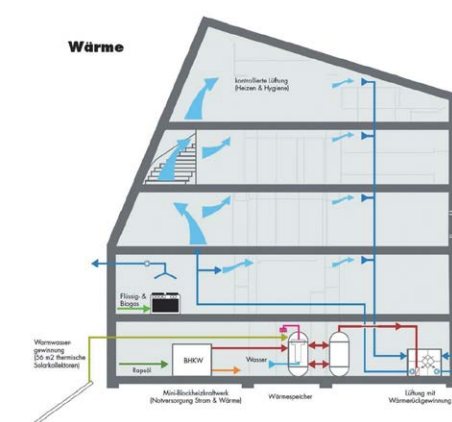 Wärme
kontrollierte Lüftung
(Heizen & Hygiene)
Flüssig- &
Biogas
Warmwasser-
gewinnung
(56 m2 thermische
Solarkollektoren)
Rapsöl
BHKW
Wasser
Mini-Blockheizkraftwerk
(Notversorgung Strom & Wärme)
Wärmespeicher
Lüftung mit
Wärmerückgewinnung